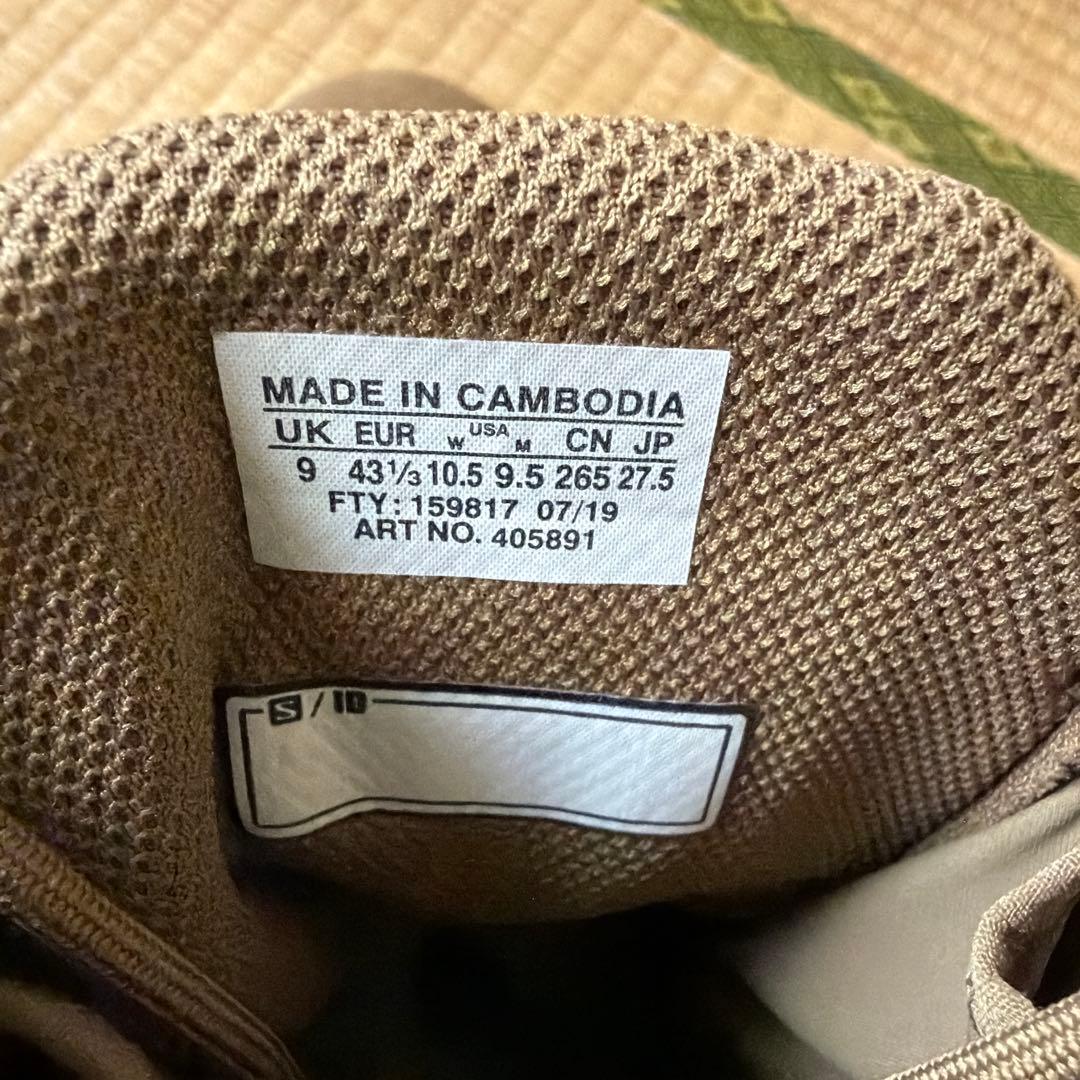 MADE IN CAMBODIA
UK EUR W USA M CN JP
9 43⅓ 10.5 9.5 265 27.5
FTY: 159817 07/19
ART NO. 405891
S / ID